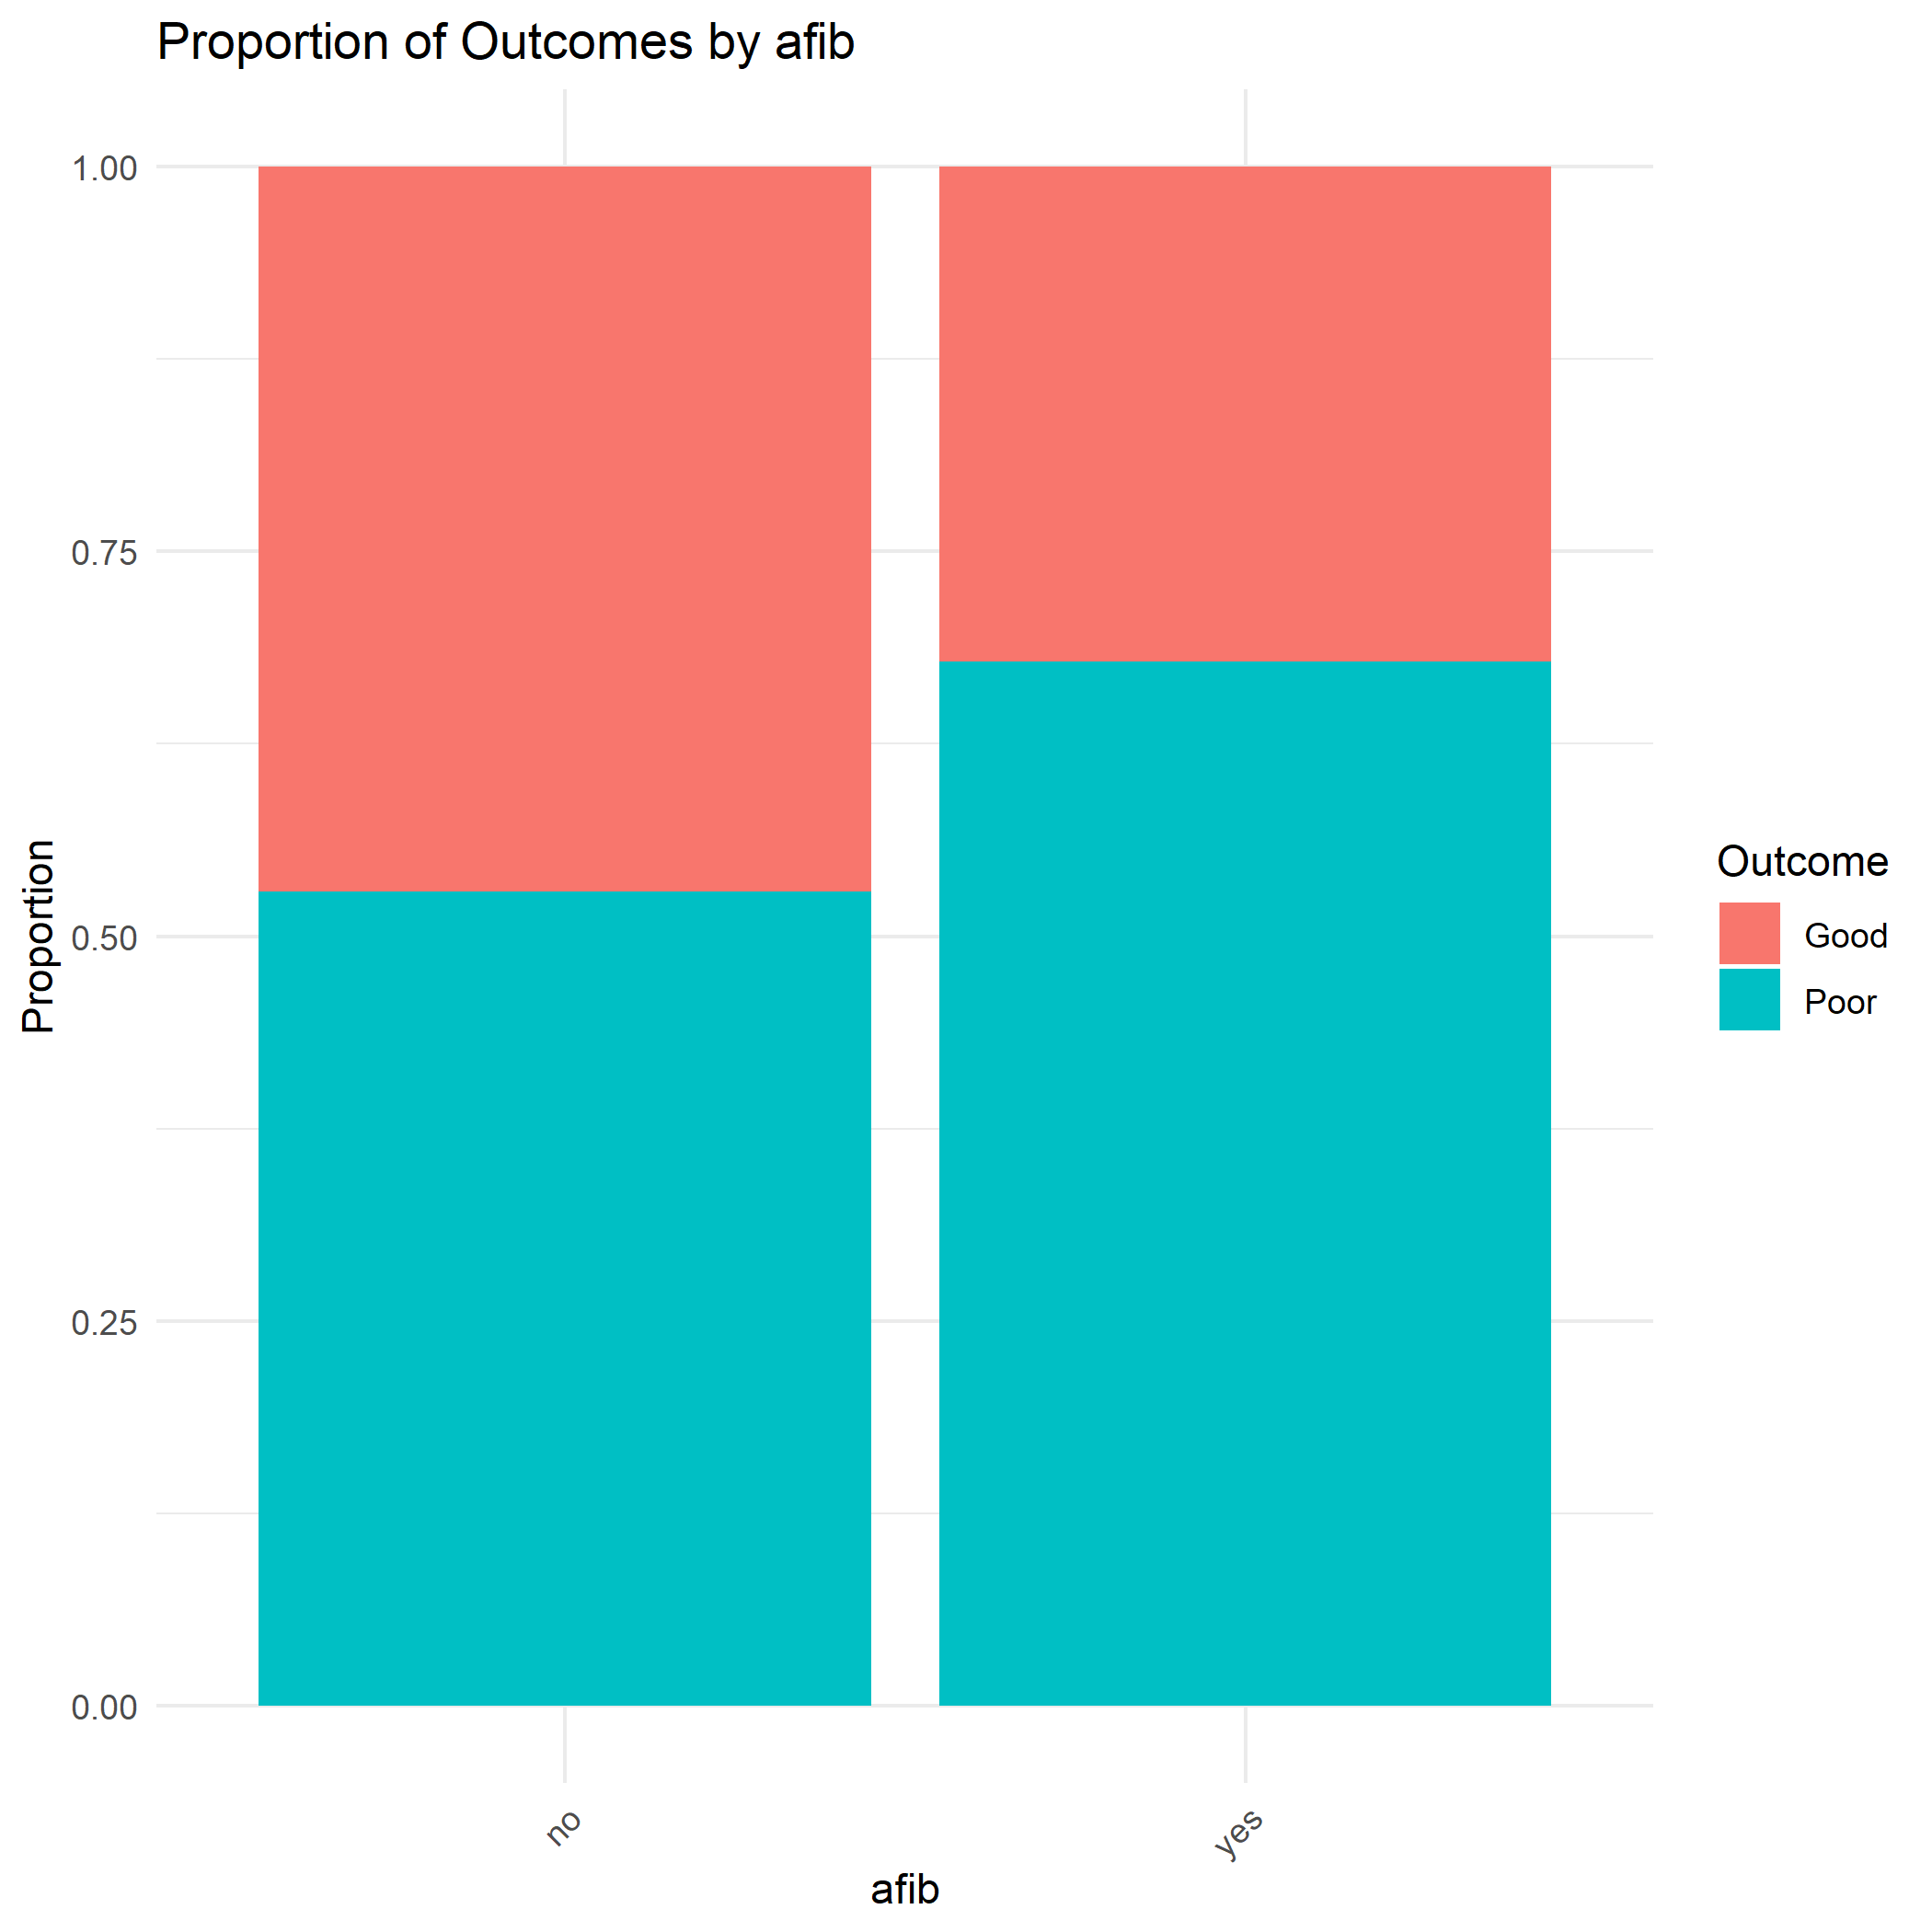 Proportion of Outcomes by afib
1.00
0.75
0.50
0.25
0.00
Proportion
no
yes
afib
Outcome
Good
Poor